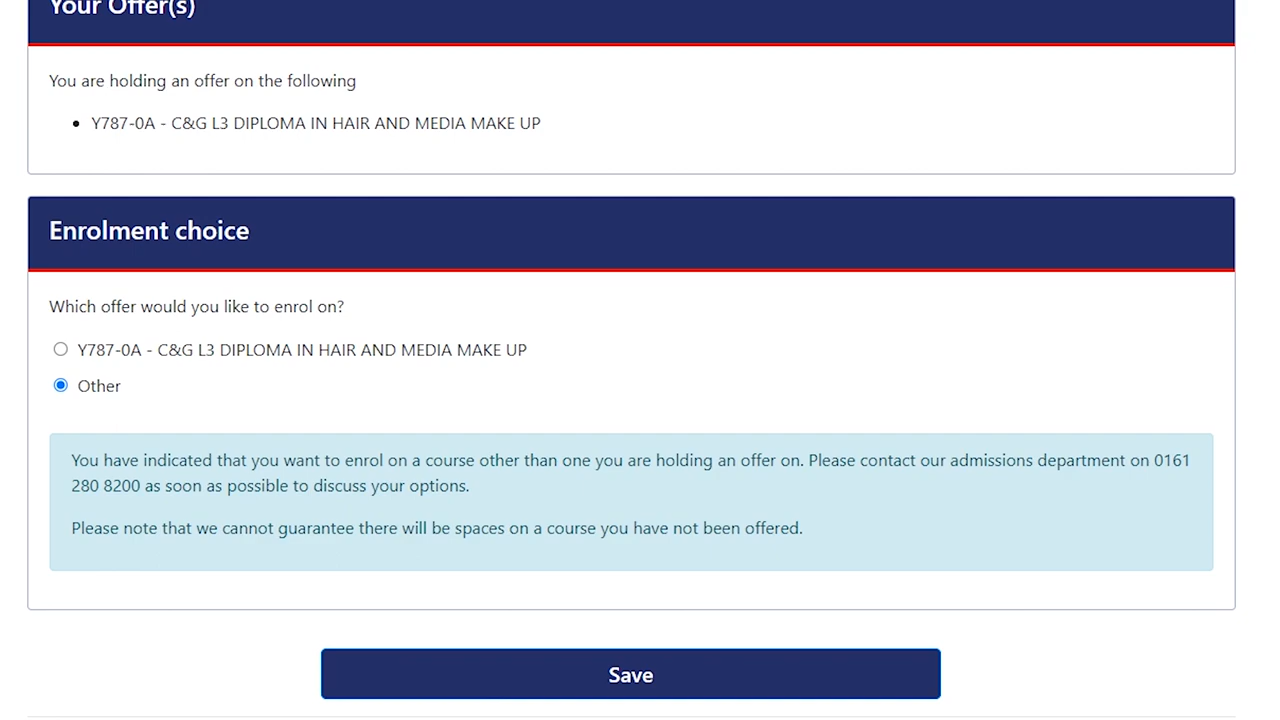 Your Offer(s)
You are holding an offer on the following
Y787-0A - C&G L3 DIPLOMA IN HAIR AND MEDIA MAKE UP
Enrolment choice
Which offer would you like to enrol on?
Y787-0A - C&G L3 DIPLOMA IN HAIR AND MEDIA MAKE UP
Other
You have indicated that you want to enrol on a course other than one you are holding an offer on. Please contact our admissions department on 0161
280 8200 as soon as possible to discuss your options.
Please note that we cannot guarantee there will be spaces on a course you have not been offered.
Save